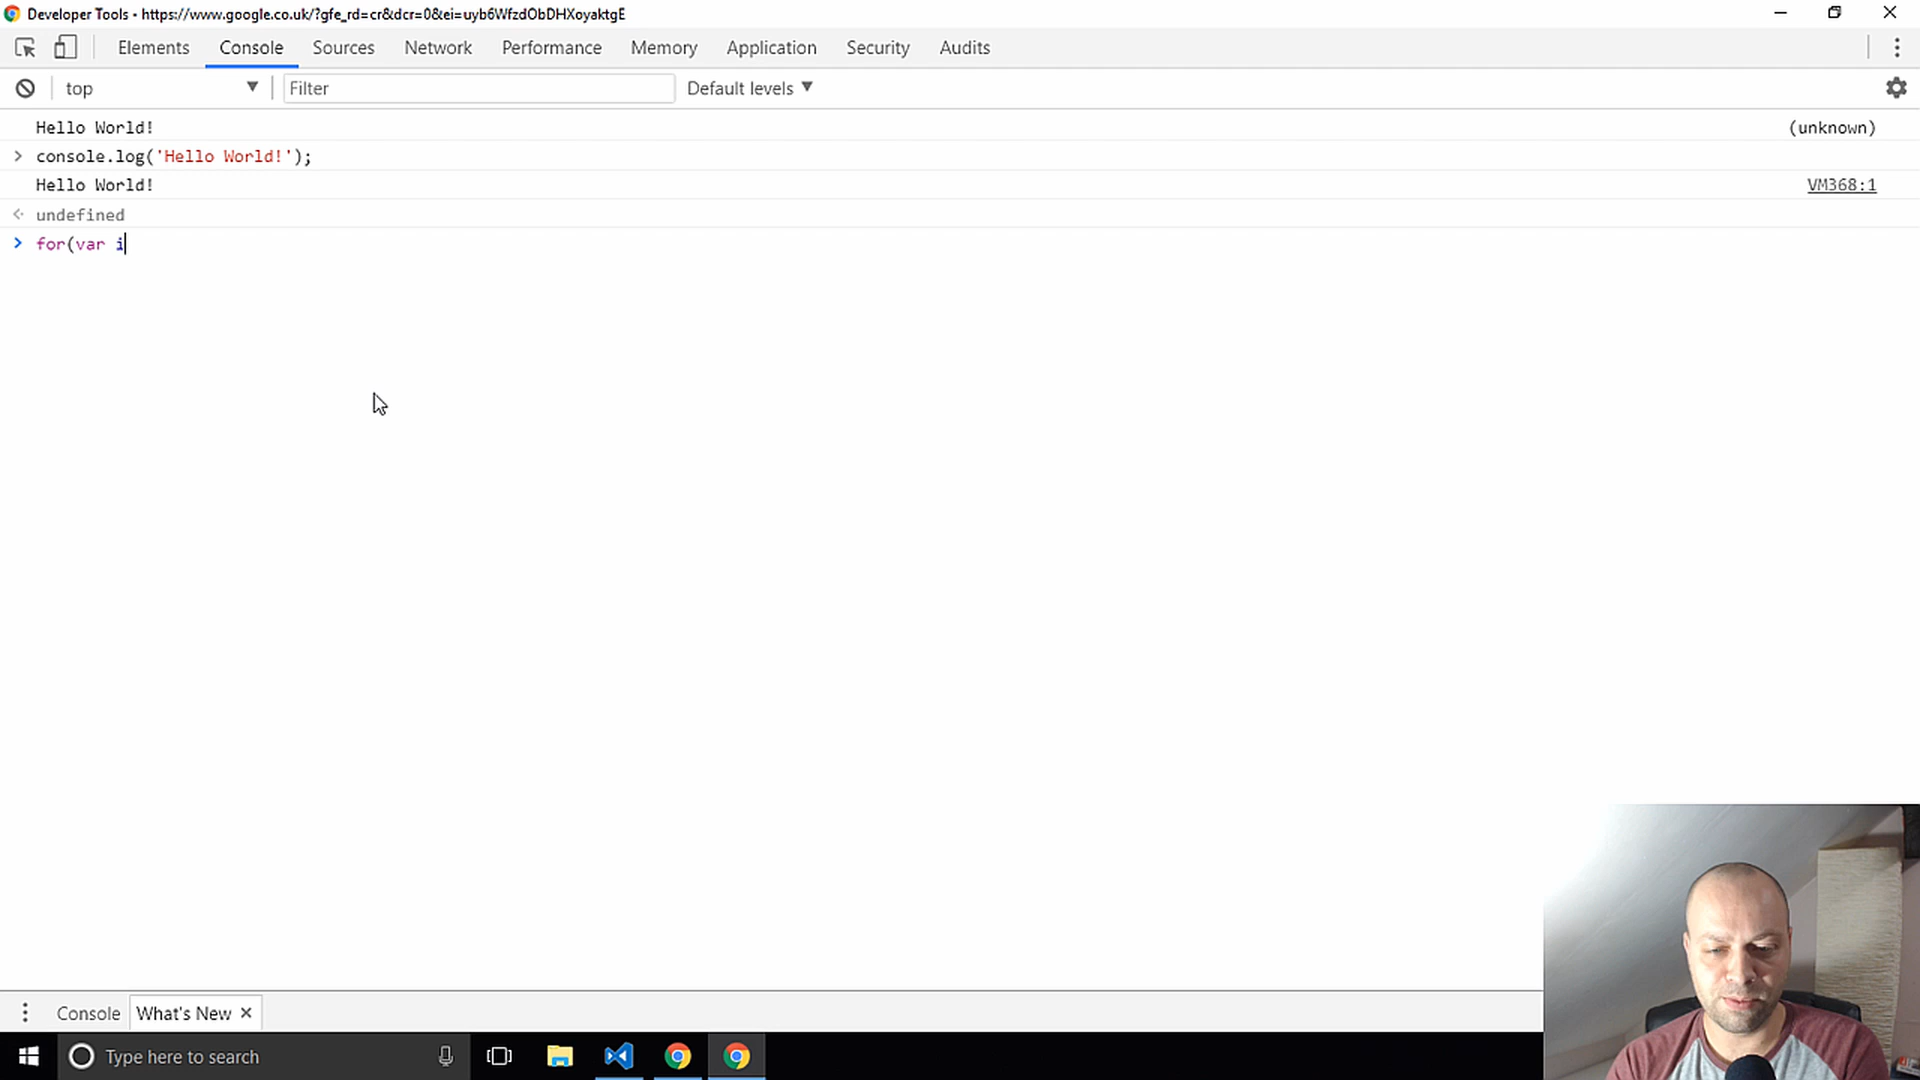 Developer Tools - https://www.google.co.uk/?gfe_rd=cr&dcr=0&ei=uyb6WfzdObDHXoyaktgE
Elements Console Sources Network Performance Memory Application Security Audits
top Filter Default levels
Hello World! (unknown)
> console.log('Hello World!');
Hello World! VM368:1
undefined
> for(var i
Console What's New ×
Type here to search